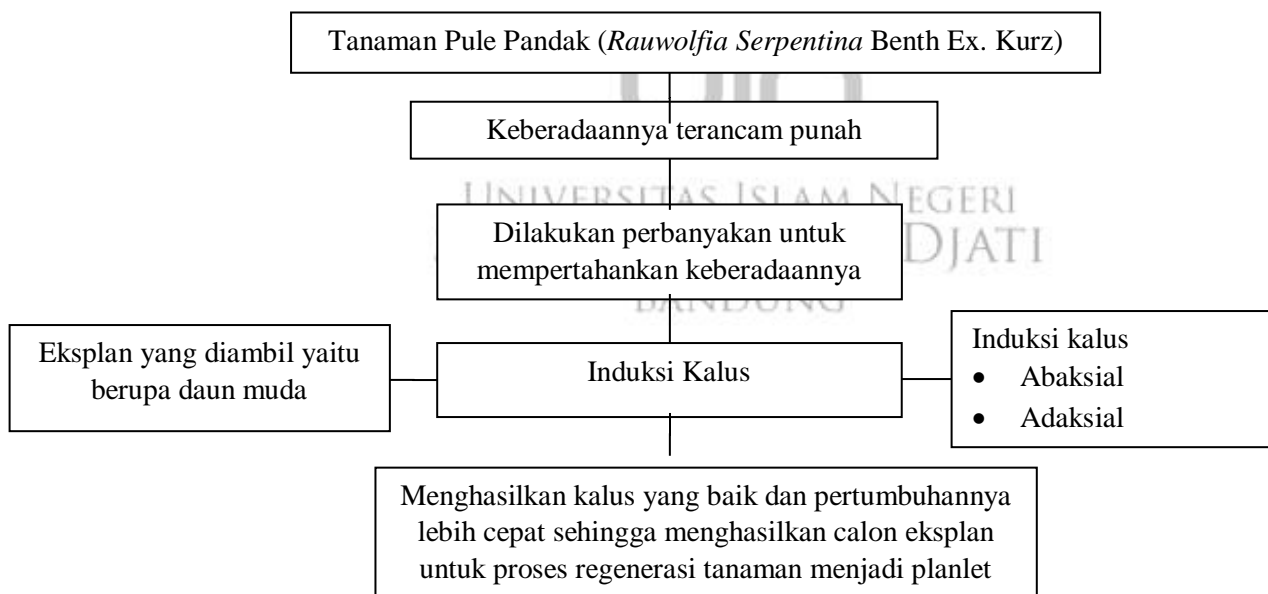 Tanaman Pule Pandak (Rauwolfia Serpentina Benth Ex. Kurz)
Keberadaannya terancam punah
UNIVERSITAS ISLAM NEGERI
Dilakukan perbanyakan untuk
mempertahankan keberadaannya
DJATI
BANDUNG
Eksplan yang diambil yaitu
berupa daun muda
Induksi Kalus
Induksi kalus
• Abaksial
• Adaksial
Menghasilkan kalus yang baik dan pertumbuhannya
lebih cepat sehingga menghasilkan calon eksplan
untuk proses regenerasi tanaman menjadi planlet